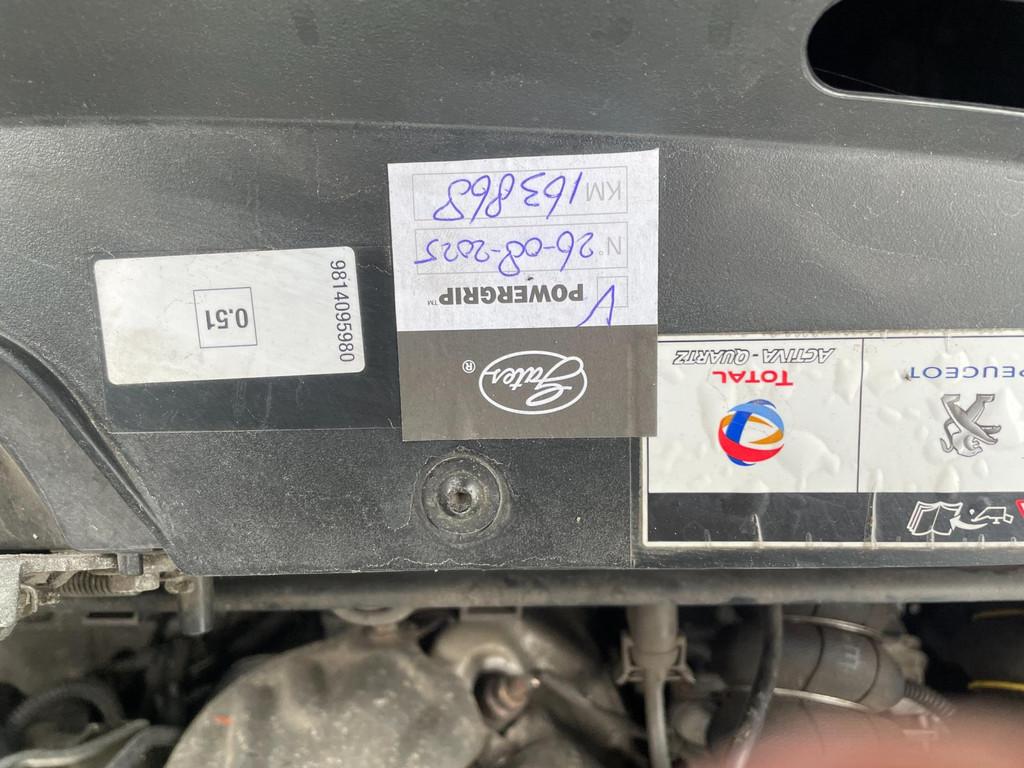 PEUGEOT
TOTAL
ACTIVA - QUARTZ
Gates ®
POWERGRIP™
N° 26-08-2025
KM 163868
9814095980
0.51